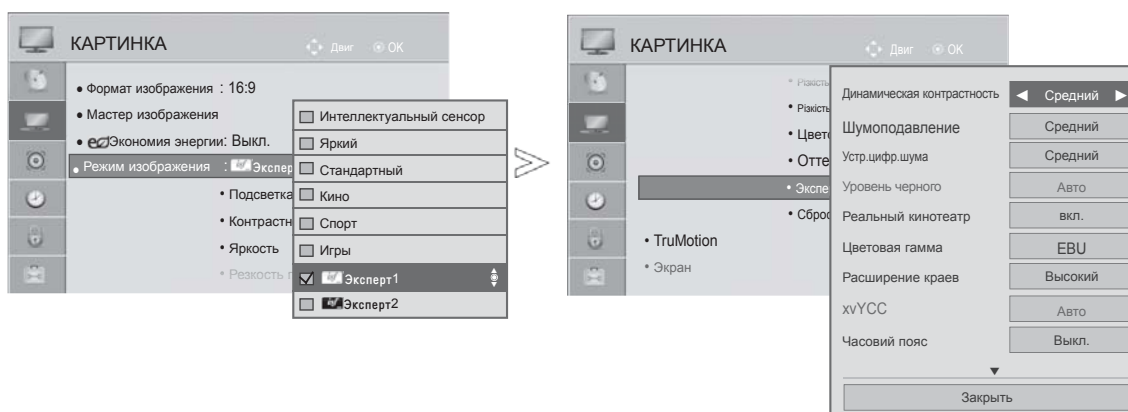 КАРТИНКА
Двиг OK
• Формат изображения : 16:9
• Мастер изображения
• Экономия энергии: Выкл.
• Режим изображения : Экспер
• Подсветка
• Контрастн
• Яркость
• Резкость
Интеллектуальный сенсор
Яркий
Стандартный
Кино
Спорт
Игры
Эксперт1
Эксперт2
КАРТИНКА
Двиг OK
• Різкість
• Різкість
• Цвето
• Отте
• Экспе
• Сброс
• TruMotion
• Экран
Динамическая контрастность ◀ Средний ▶
Шумоподавление Средний
Устр.цифр.шума Средний
Уровень черного Авто
Реальный кинотеатр вкл.
Цветовая гамма EBU
Расширение краев Высокий
xvYCC Авто
Часовий пояс Выкл.
▼
Закрыть